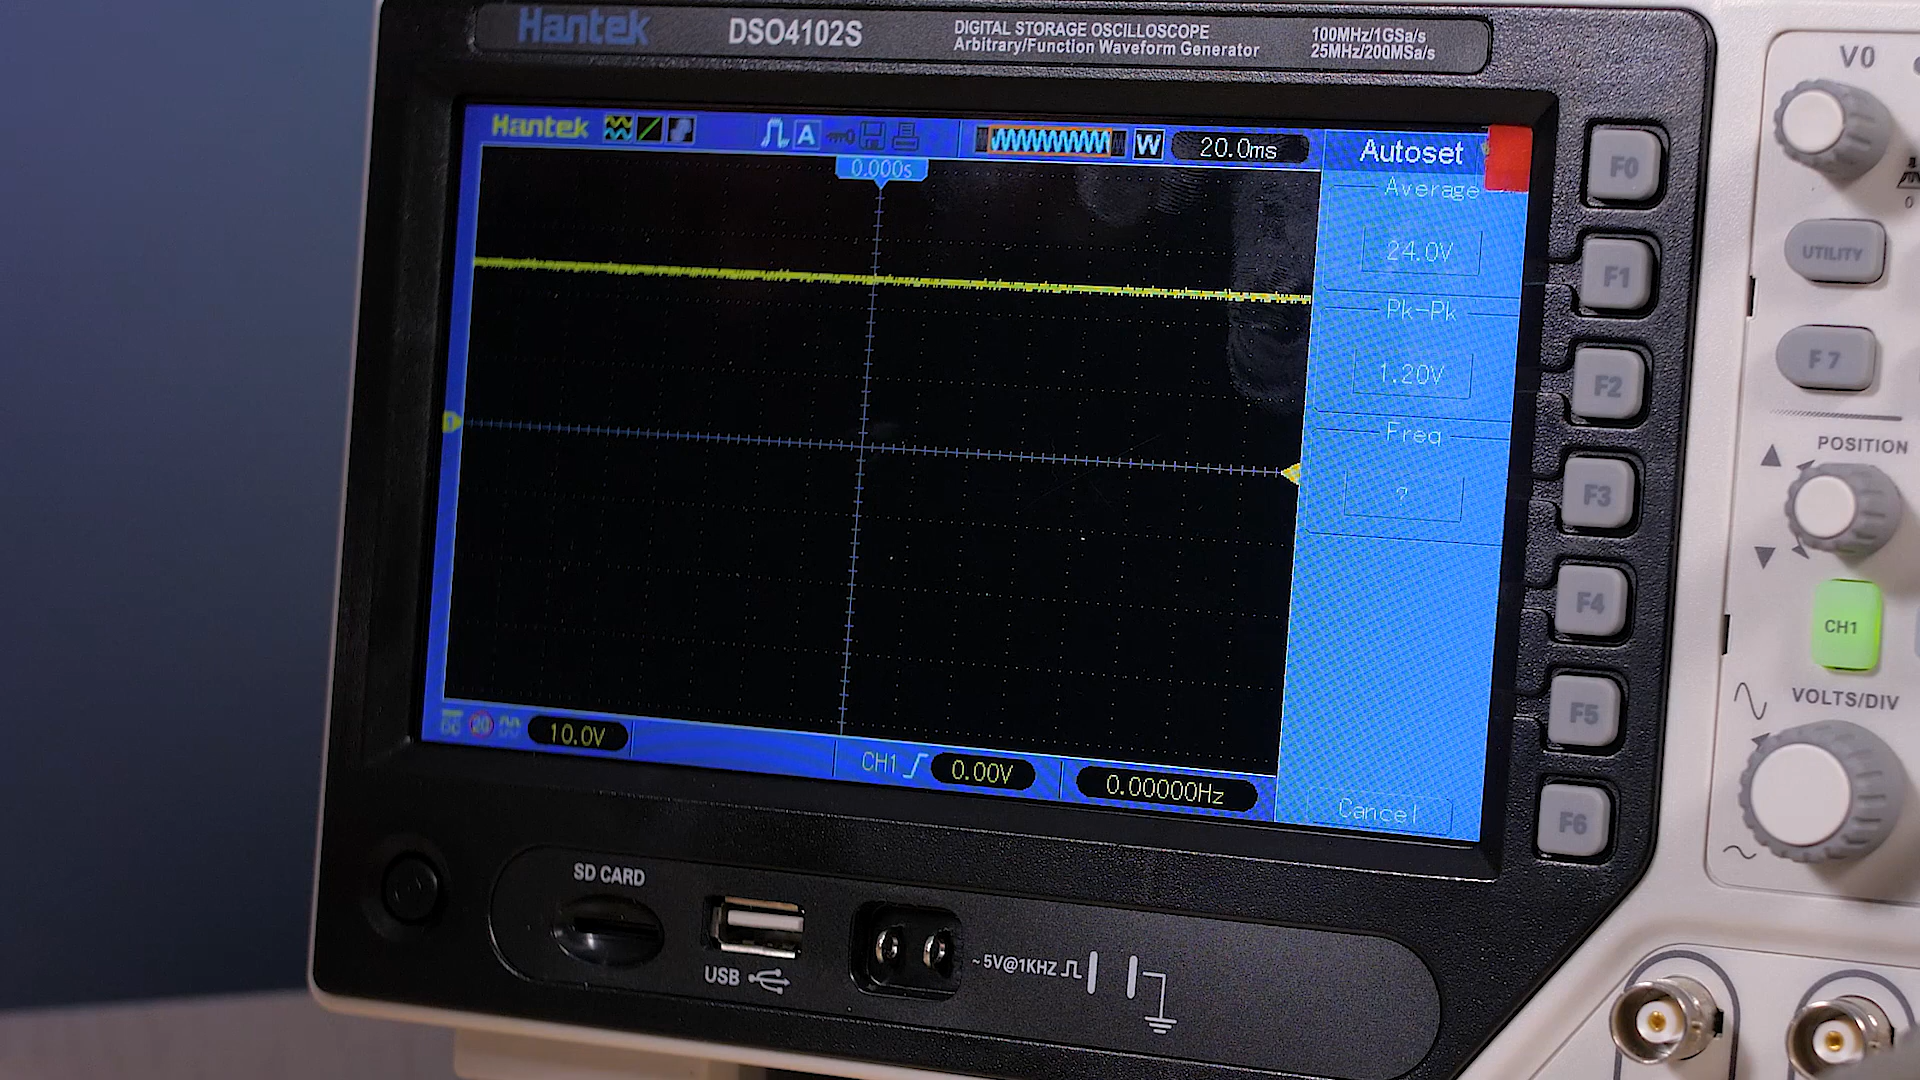 Hantek DSO4102S DIGITAL STORAGE OSCILLOSCOPE 100MHz/1GSa/s
Arbitrary/Function Waveform Generator 25MHz/200MSa/s
V0
Hantek A W 20.0ms Autoset
0.000s
Average
24.0V
Pk-Pk
1.20V
Freq
?
1
10.0V
CH1 0.00V 0.00000Hz
Cancel
F0
F1
F2
F3
F4
F5
F6
UTILITY
F7
POSITION
CH1
VOLTS/DIV
0
SD CARD
USB
~5V@1KHZ